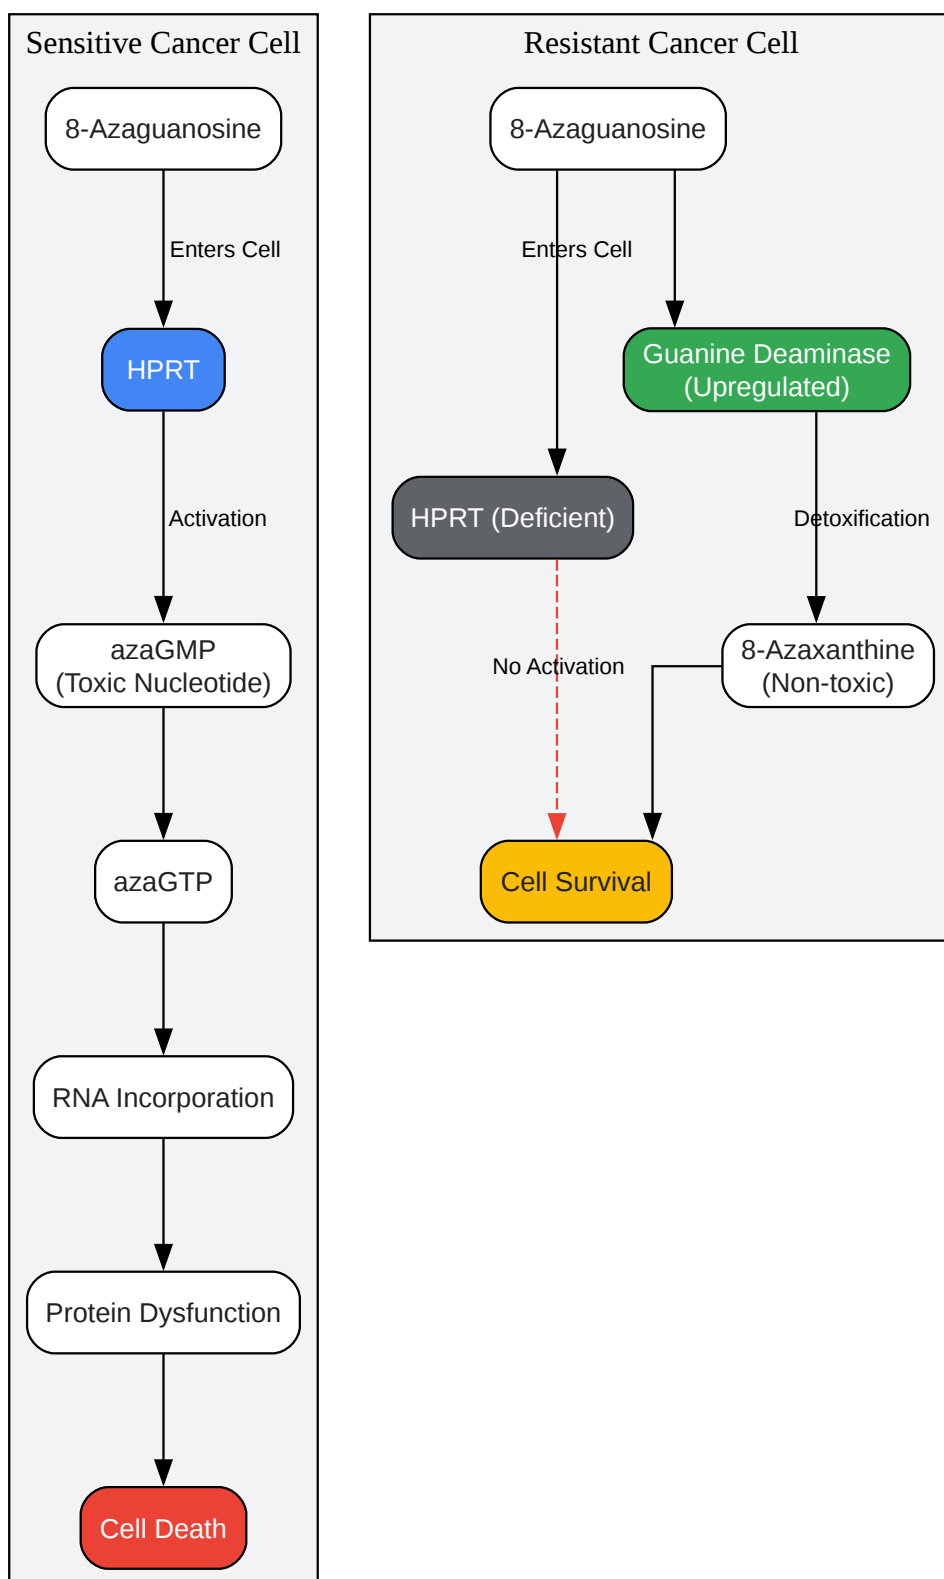 Sensitive Cancer Cell
8-Azaguanosine
Enters Cell
HPRT
Activation
azaGMP
(Toxic Nucleotide)
azaGTP
RNA Incorporation
Protein Dysfunction
Cell Death
Resistant Cancer Cell
8-Azaguanosine
Enters Cell
Guanine Deaminase
(Upregulated)
HPRT (Deficient)
Detoxification
No Activation
8-Azaxanthine
(Non-toxic)
Cell Survival